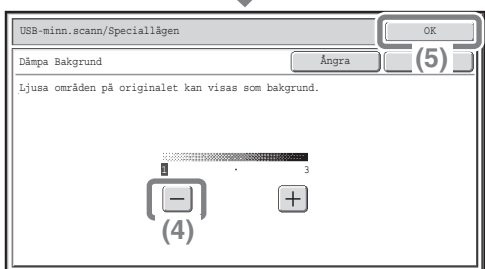 USB-minn.scann/Speciallägen
OK
Dämpa Bakgrund
Ångra
(5)
Ljusa områden på originalet kan visas som bakgrund.
1 · 3
− +
(4)